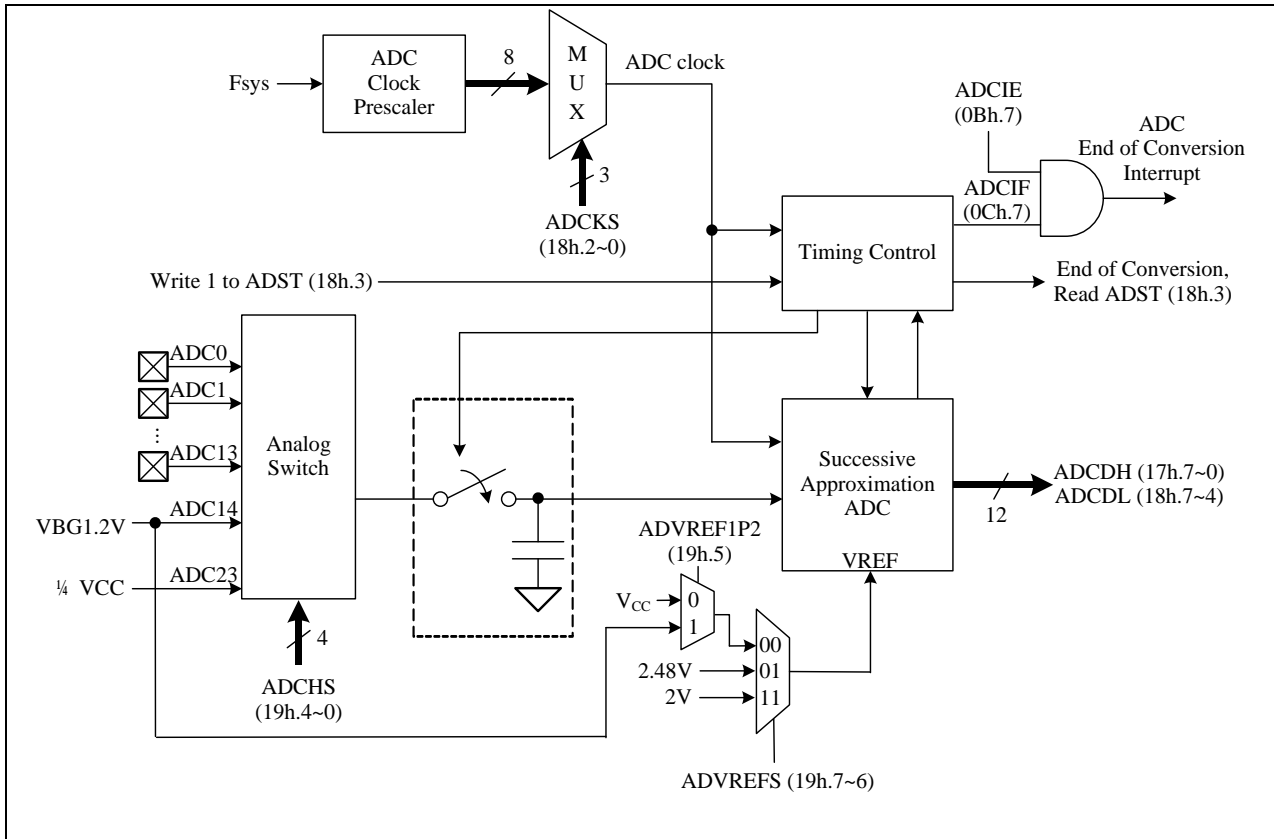 Fsys
ADC
Clock
Prescaler
8
M
U
X
ADC clock
3
ADCKS
(18h.2~0)
ADCIE
(0Bh.7)
ADC
End of Conversion
Interrupt
ADCIF
(0Ch.7)
Timing Control
Write 1 to ADST (18h.3)
End of Conversion,
Read ADST (18h.3)
ADC0
ADC1
...
ADC13
ADC14
VBG1.2V
ADC23
¼ VCC
Analog
Switch
4
ADCHS
(19h.4~0)
Successive
Approximation
ADC
VREF
12
ADCDH (17h.7~0)
ADCDL (18h.7~4)
ADVREF1P2
(19h.5)
VCC
0
1
2.48V
2V
00
01
11
ADVREFS (19h.7~6)